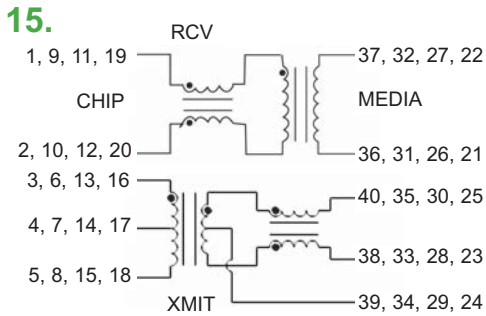 15.
RCV
1, 9, 11, 19
37, 32, 27, 22
CHIP
MEDIA
2, 10, 12, 20
36, 31, 26, 21
3, 6, 13, 16
40, 35, 30, 25
4, 7, 14, 17
38, 33, 28, 23
5, 8, 15, 18
XMIT
39, 34, 29, 24